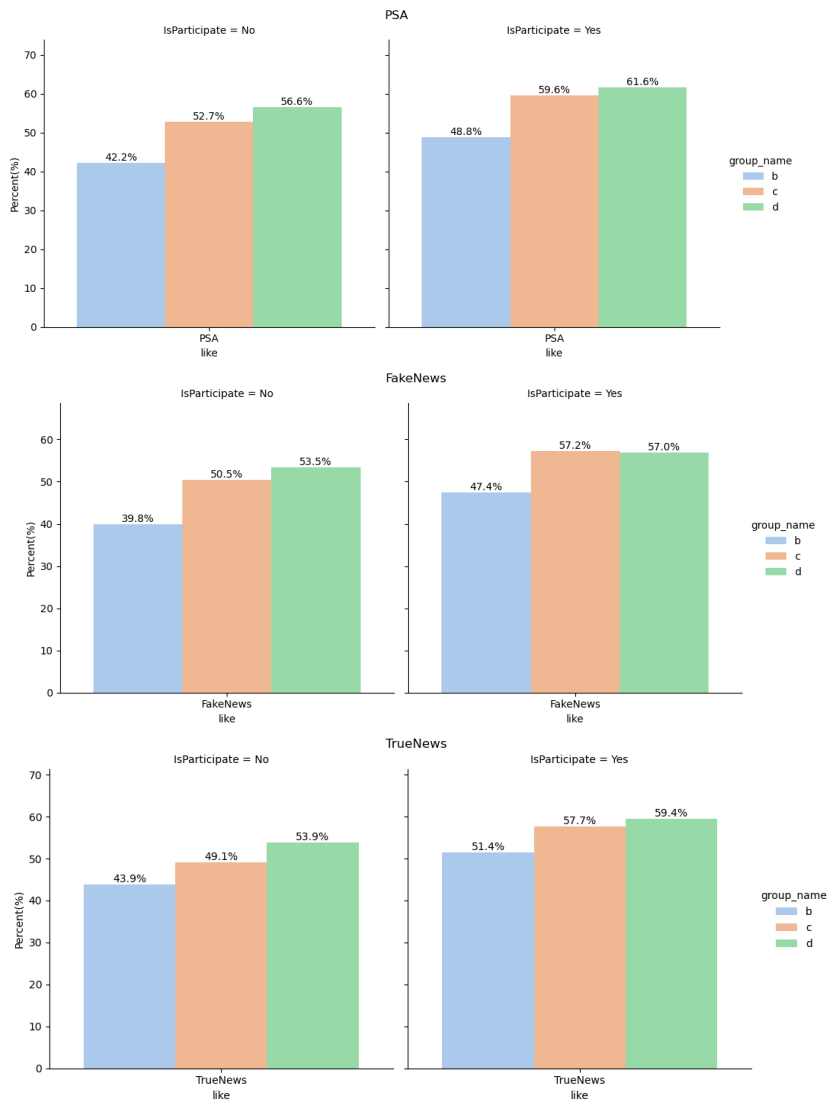 PSA
IsParticipate = No
IsParticipate = Yes
Percent(%)
70
60
50
40
30
20
10
0
42.2%
52.7%
56.6%
48.8%
59.6%
61.6%
PSA
like
PSA
like
group_name
b
c
d
FakeNews
IsParticipate = No
IsParticipate = Yes
Percent(%)
60
50
40
30
20
10
0
39.8%
50.5%
53.5%
47.4%
57.2%
57.0%
FakeNews
like
FakeNews
like
group_name
b
c
d
TrueNews
IsParticipate = No
IsParticipate = Yes
Percent(%)
70
60
50
40
30
20
10
0
43.9%
49.1%
53.9%
51.4%
57.7%
59.4%
TrueNews
like
TrueNews
like
group_name
b
c
d